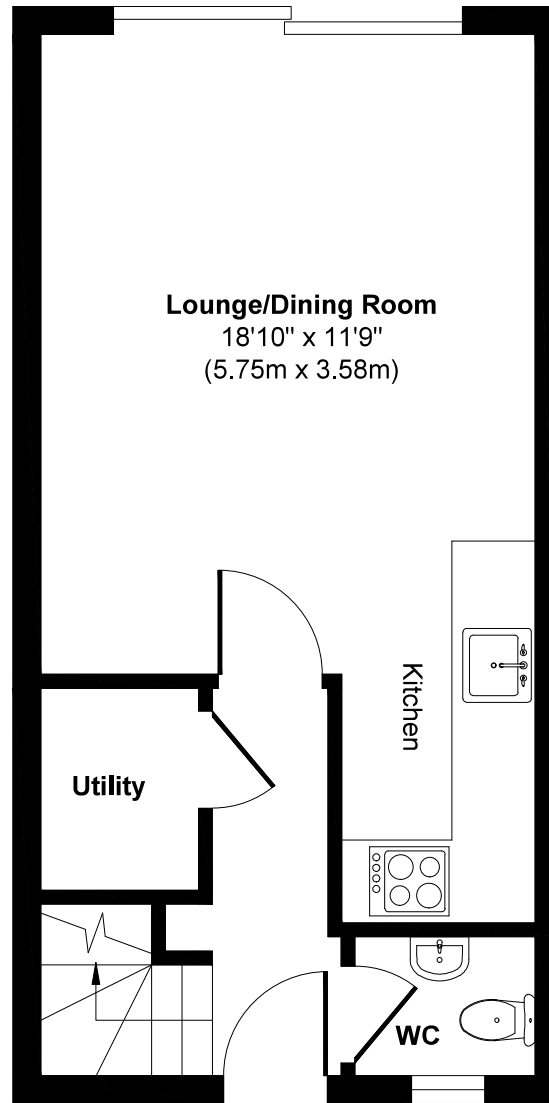 Lounge/Dining Room
18'10" x 11'9"
(5.75m x 3.58m)
Kitchen
Utility
WC